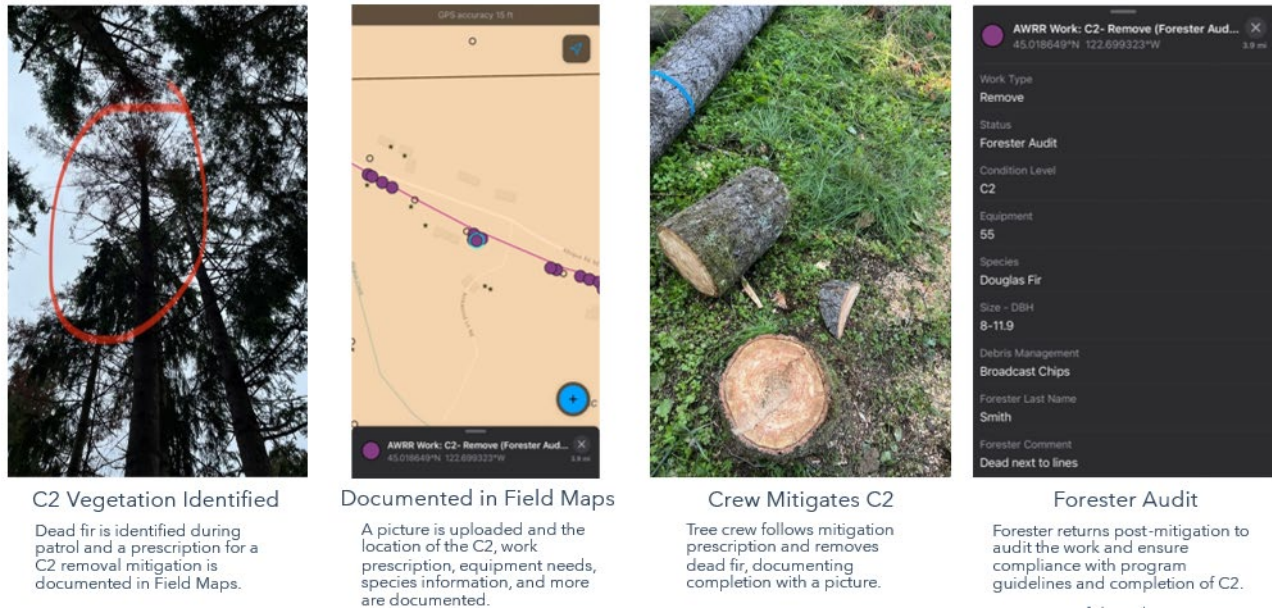 GPS accuracy 15 ft
AWRR Work: C2- Remove (Forester Aud...
45.018649°N 122.699323°W
3.9 mi
C2 Vegetation Identified
Dead fir is identified during
patrol and a prescription for a
C2 removal mitigation is
documented in Field Maps.
Documented in Field Maps
A picture is uploaded and the
location of the C2, work
prescription, equipment needs,
species information, and more
are documented.
Crew Mitigates C2
Tree crew follows mitigation
prescription and removes
dead fir, documenting
completion with a picture.
AWRR Work: C2- Remove (Forester Aud...
45.018649°N 122.699323°W
3.9 mi
Work Type
Remove
Status
Forester Audit
Condition Level
C2
Equipment
55
Species
Douglas Fir
Size - DBH
8-11.9
Debris Management
Broadcast Chips
Forester Last Name
Smith
Forester Comment
Dead next to lines
Forester Audit
Forester returns post-mitigation to
audit the work and ensure
compliance with program
guidelines and completion of C2.